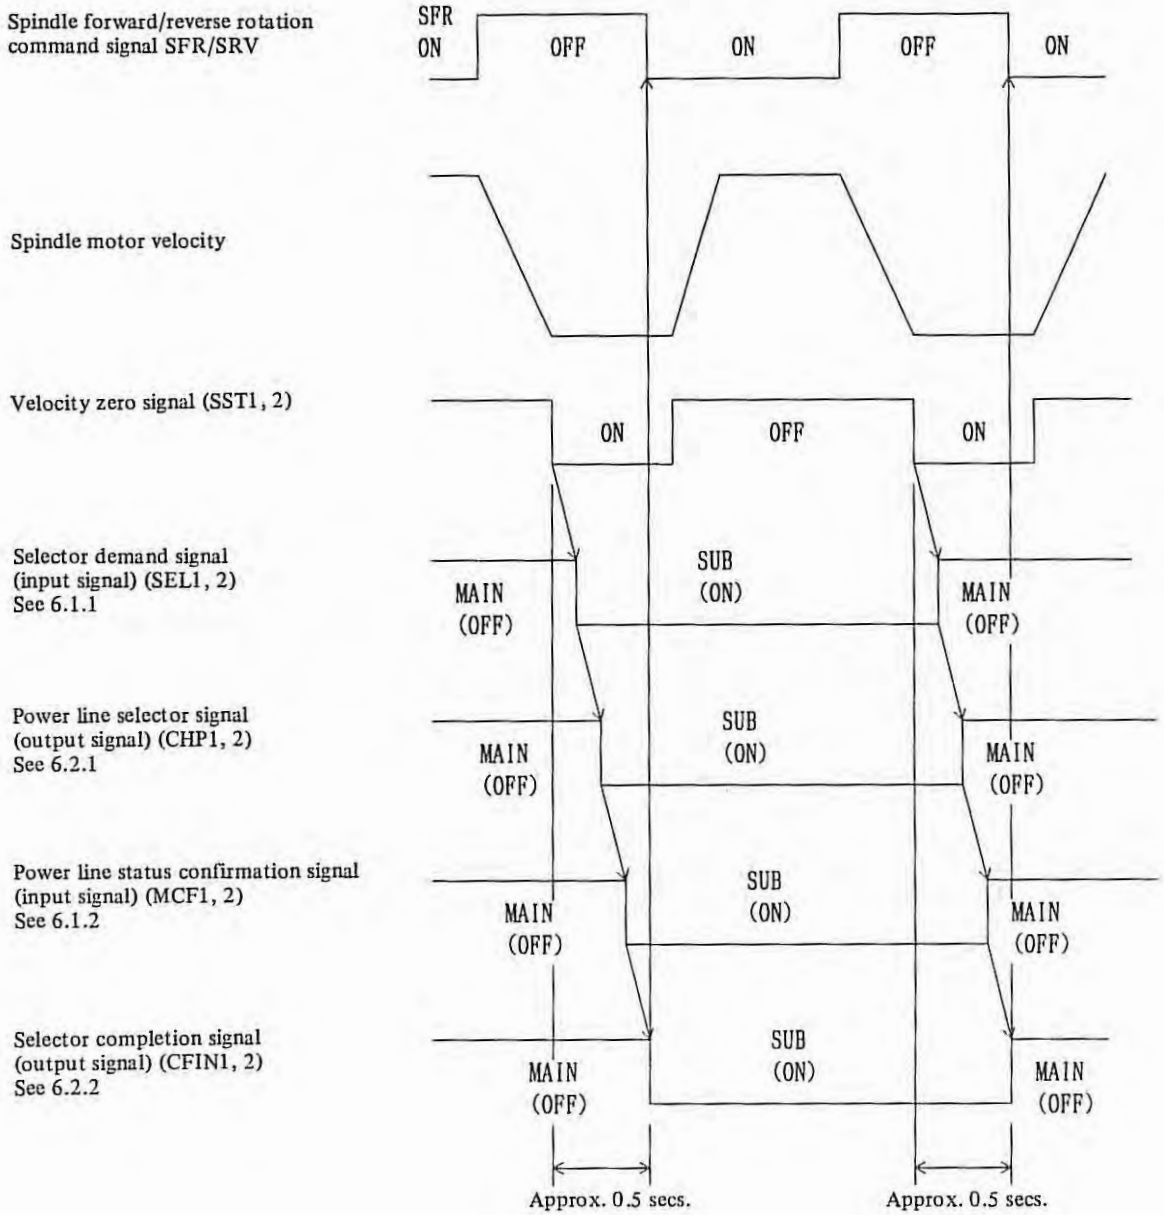 Spindle forward/reverse rotation
command signal SFR/SRV
SFR
ON
OFF
ON
OFF
ON
Spindle motor velocity
Velocity zero signal (SST1, 2)
ON
OFF
ON
Selector demand signal
(input signal) (SEL1, 2)
See 6.1.1
MAIN
(OFF)
SUB
(ON)
MAIN
(OFF)
Power line selector signal
(output signal) (CHP1, 2)
See 6.2.1
MAIN
(OFF)
SUB
(ON)
MAIN
(OFF)
Power line status confirmation signal
(input signal) (MCF1, 2)
See 6.1.2
MAIN
(OFF)
SUB
(ON)
MAIN
(OFF)
Selector completion signal
(output signal) (CFIN1, 2)
See 6.2.2
MAIN
(OFF)
SUB
(ON)
MAIN
(OFF)
Approx. 0.5 secs.
Approx. 0.5 secs.